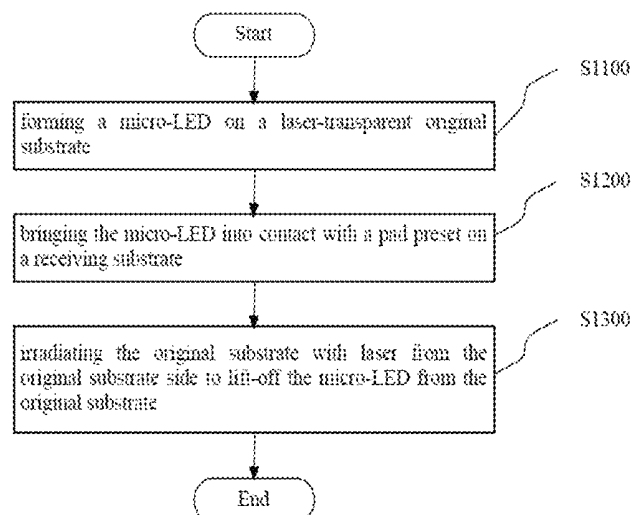 Start
S1100
forming a micro-LED on a laser-transparent original
substrate
S1200
bringing the micro-LED into contact with a pad preset on
a receiving substrate
S1300
irradiating the original substrate with laser from the
original substrate side to lift-off the micro-LED from the
original substrate
End